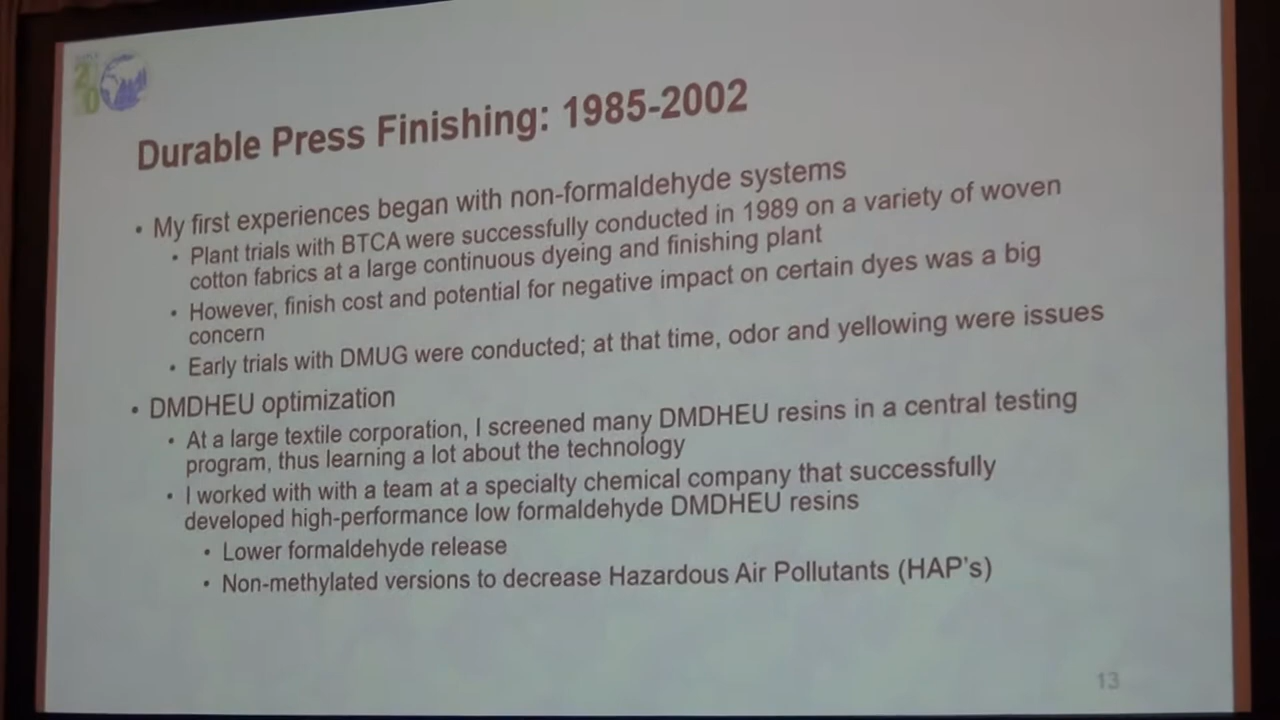 20
Durable Press Finishing: 1985-2002
• My first experiences began with non-formaldehyde systems
• Plant trials with BTCA were successfully conducted in 1989 on a variety of woven
cotton fabrics at a large continuous dyeing and finishing plant
• However, finish cost and potential for negative impact on certain dyes was a big
concern
• Early trials with DMUG were conducted; at that time, odor and yellowing were issues
• DMDHEU optimization
• At a large textile corporation, I screened many DMDHEU resins in a central testing
program, thus learning a lot about the technology
• I worked with with a team at a specialty chemical company that successfully
developed high-performance low formaldehyde DMDHEU resins
• Lower formaldehyde release
• Non-methylated versions to decrease Hazardous Air Pollutants (HAP's)
13